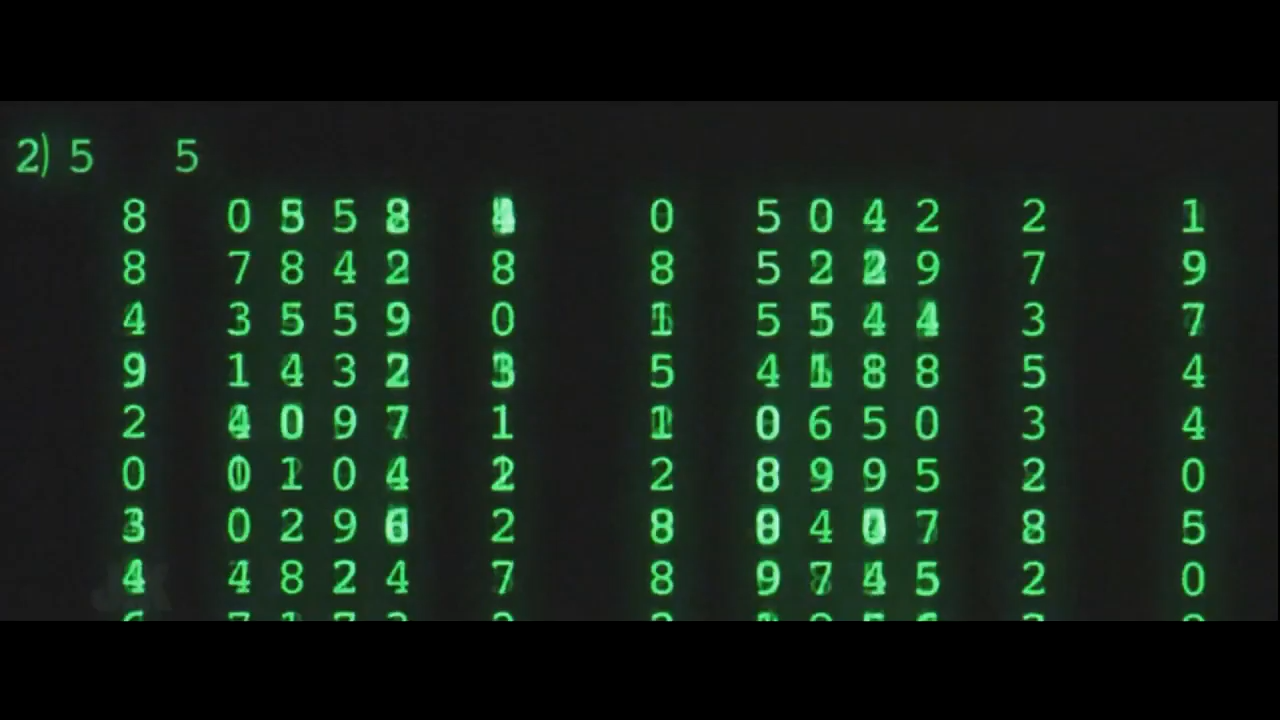 2) 5 5
8 0 5 5 8 0 5 0 4 2 2 1
8 7 8 4 2 8 8 5 2 2 9 7 9
4 3 5 5 9 0 1 5 5 4 4 3 7
9 1 4 3 2 3 5 4 1 8 8 5 4
2 4 0 9 7 1 1 0 6 5 0 3 4
0 0 1 0 4 2 2 8 9 9 5 2 0
3 0 2 9 6 2 8 8 4 7 8 5
4 4 8 2 4 7 8 9 7 4 5 2 0